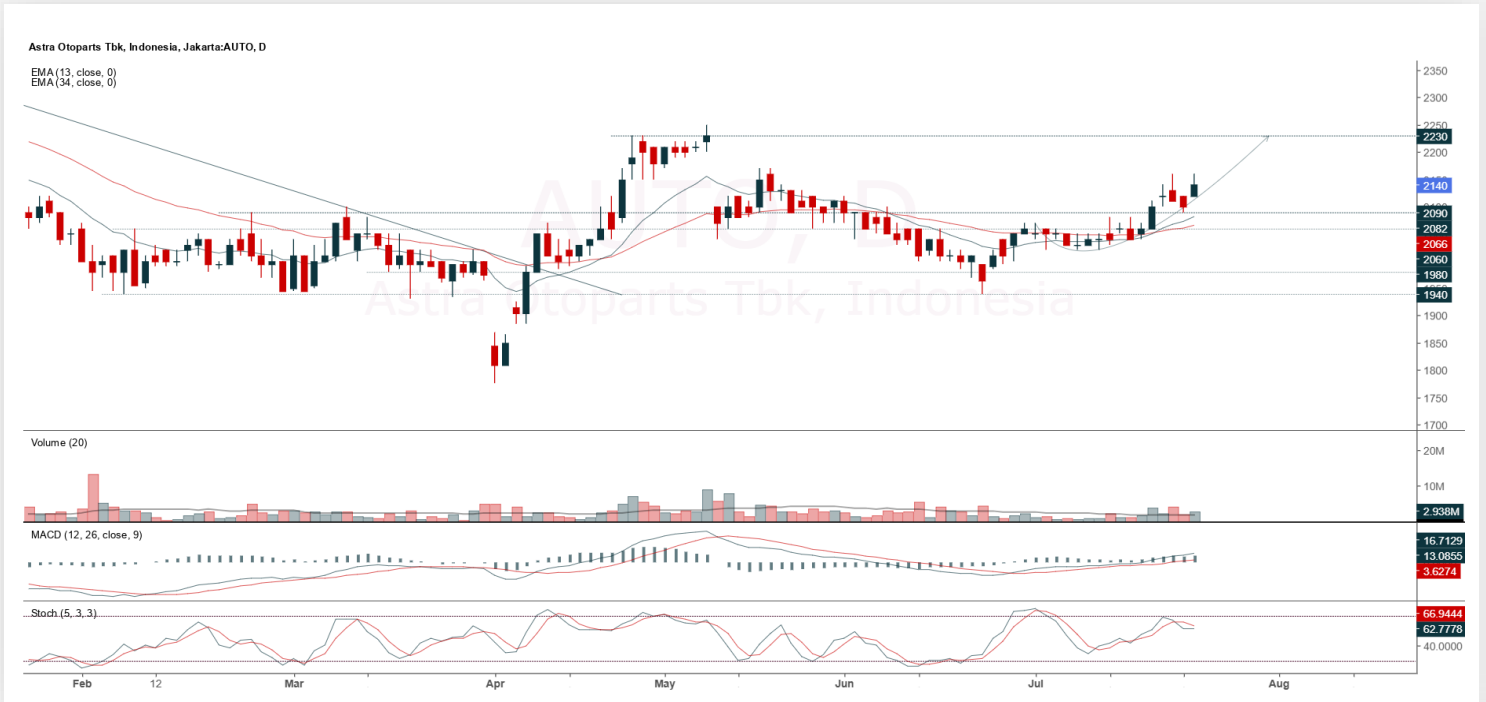 Astra Otoparts Tbk, Indonesia, Jakarta:AUTO, D
EMA (13, close, 0)
EMA (34, close, 0)
AUTO, D
Astra Otoparts Tbk, Indonesia
2350
2300
2250
2230
2200
2140
2090
2082
2066
2060
1980
1940
1900
1850
1800
1750
1700
Volume (20)
20M
10M
2.938M
MACD (12, 26, close, 9)
16.7129
13.0855
3.6274
Stoch (5, 3, 3)
66.9444
62.7778
40.0000
Feb 12 Mar Apr May Jun Jul Aug